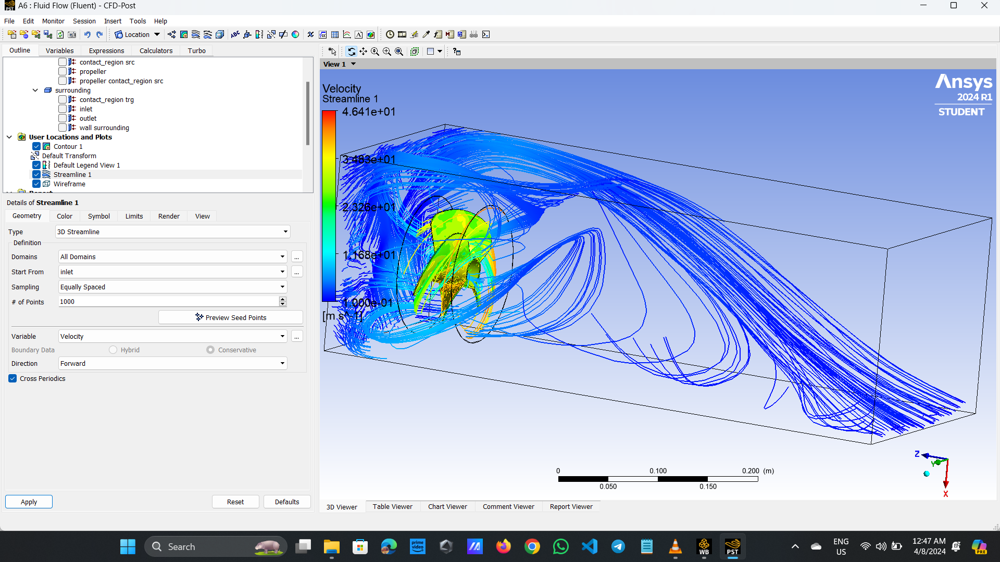 A6 : Fluid Flow (Fluent) - CFD-Post
File Edit Monitor Session Insert Tools Help
Location
Outline Variables Expressions Calculators Turbo
contact_region src
propeller
propeller contact_region src
surrounding
contact_region trg
inlet
outlet
wall surrounding
User Locations and Plots
Contour 1
Default Transform
Default Legend View 1
Streamline 1
Wireframe
Details of Streamline 1
Geometry Color Symbol Limits Render View
Type 3D Streamline
Definition
Domains All Domains ...
Start From inlet ...
Sampling Equally Spaced
# of Points 1000
Preview Seed Points
Variable Velocity ...
Boundary Data Hybrid Conservative
Direction Forward
Cross Periodics
Apply Reset Defaults
View 1
Velocity
Streamline 1
4.641e+01
3.483e+01
2.326e+01
1.168e+01
1.000e-01
[m s^-1]
Ansys
2024 R1
STUDENT
0 0.100 0.200 (m)
0.050 0.150
Z
Y
X
3D Viewer Table Viewer Chart Viewer Comment Viewer Report Viewer
Search
prime video
WB
PST
ENG
US
12:47 AM
4/8/2024
PRE